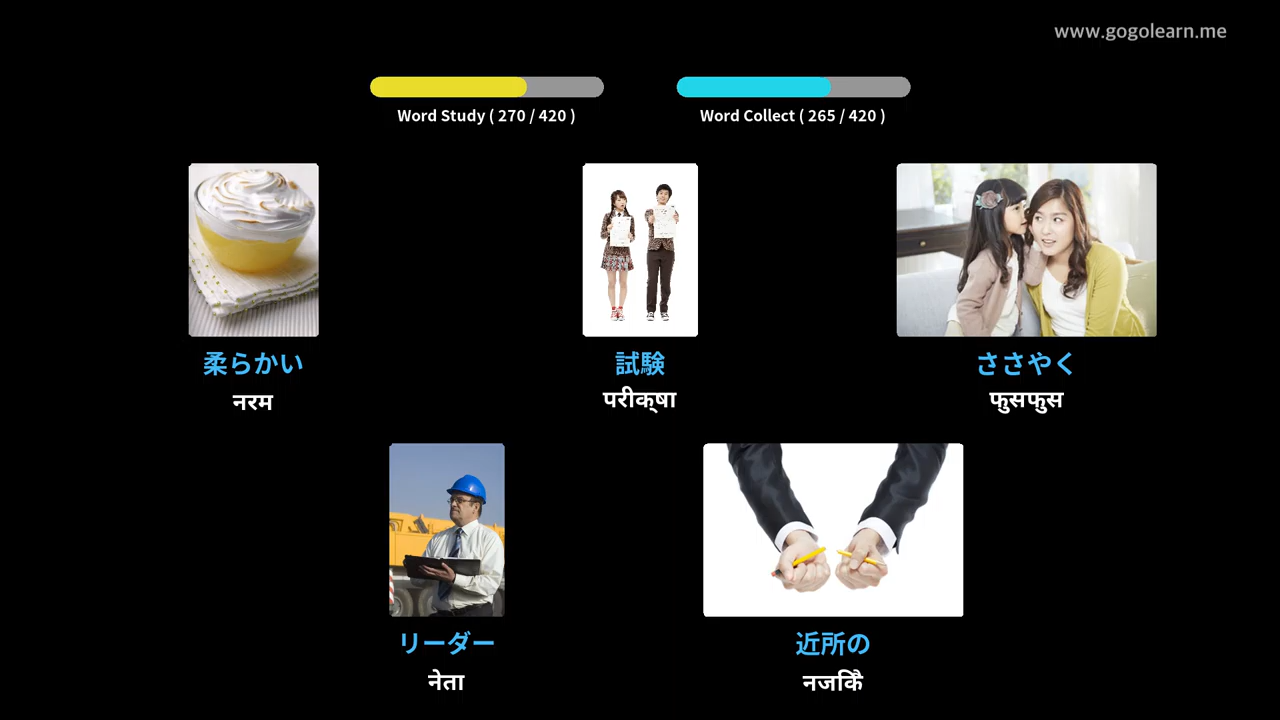 www.gogolearn.me
Word Study ( 270 / 420 )
Word Collect ( 265 / 420 )
柔らかい
試験
ささやく
नरम
परीक्षा
फुसफुस
リーダー
近所の
नेता